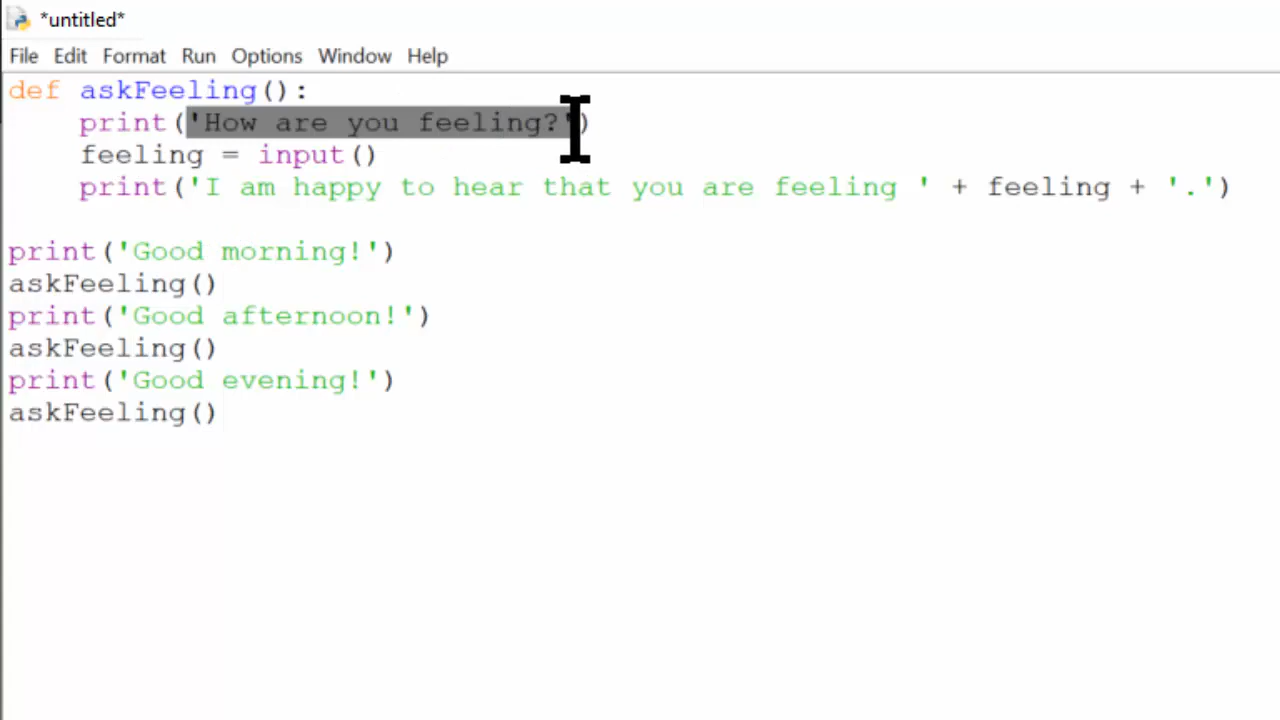 *untitled*
File Edit Format Run Options Window Help
def askFeeling():
    print('How are you feeling?')
    feeling = input()
    print('I am happy to hear that you are feeling ' + feeling + '.')
print('Good morning!')
askFeeling()
print('Good afternoon!')
askFeeling()
print('Good evening!')
askFeeling()